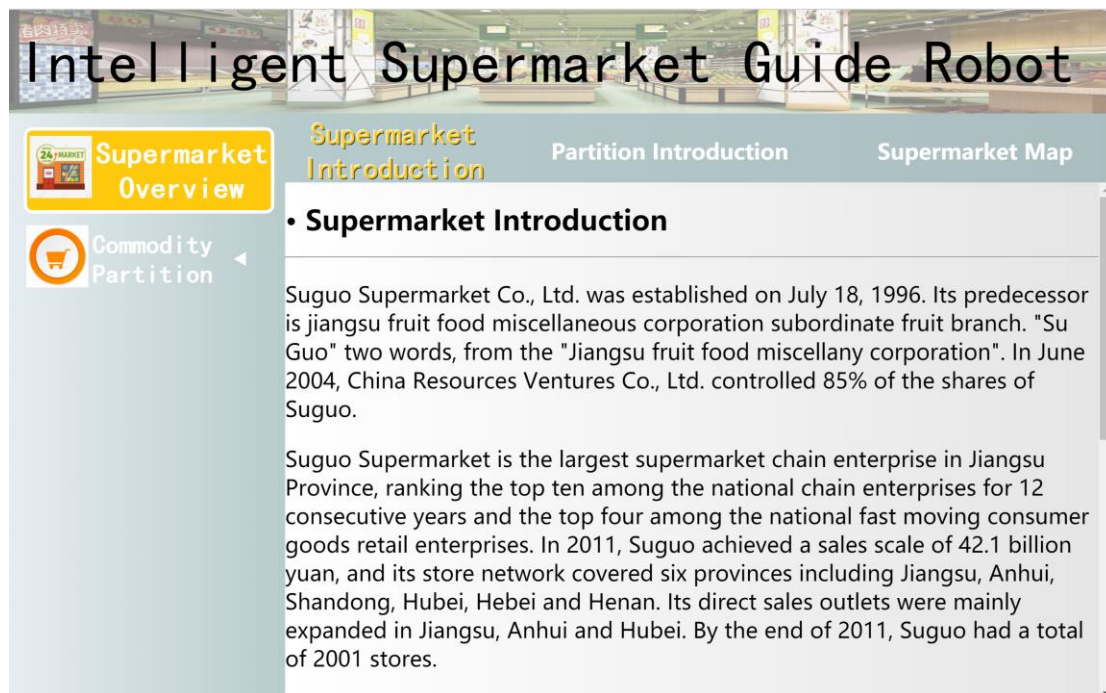 Intelligent Supermarket Guide Robot
24 MARKET
Supermarket
Overview
Commodity
Partition
Supermarket
Introduction
Partition Introduction
Supermarket Map
• Supermarket Introduction
Suguo Supermarket Co., Ltd. was established on July 18, 1996. Its predecessor
is jiangsu fruit food miscellaneous corporation subordinate fruit branch. "Su
Guo" two words, from the "Jiangsu fruit food miscellany corporation". In June
2004, China Resources Ventures Co., Ltd. controlled 85% of the shares of
Suguo.
Suguo Supermarket is the largest supermarket chain enterprise in Jiangsu
Province, ranking the top ten among the national chain enterprises for 12
consecutive years and the top four among the national fast moving consumer
goods retail enterprises. In 2011, Suguo achieved a sales scale of 42.1 billion
yuan, and its store network covered six provinces including Jiangsu, Anhui,
Shandong, Hubei, Hebei and Henan. Its direct sales outlets were mainly
expanded in Jiangsu, Anhui and Hubei. By the end of 2011, Suguo had a total
of 2001 stores.